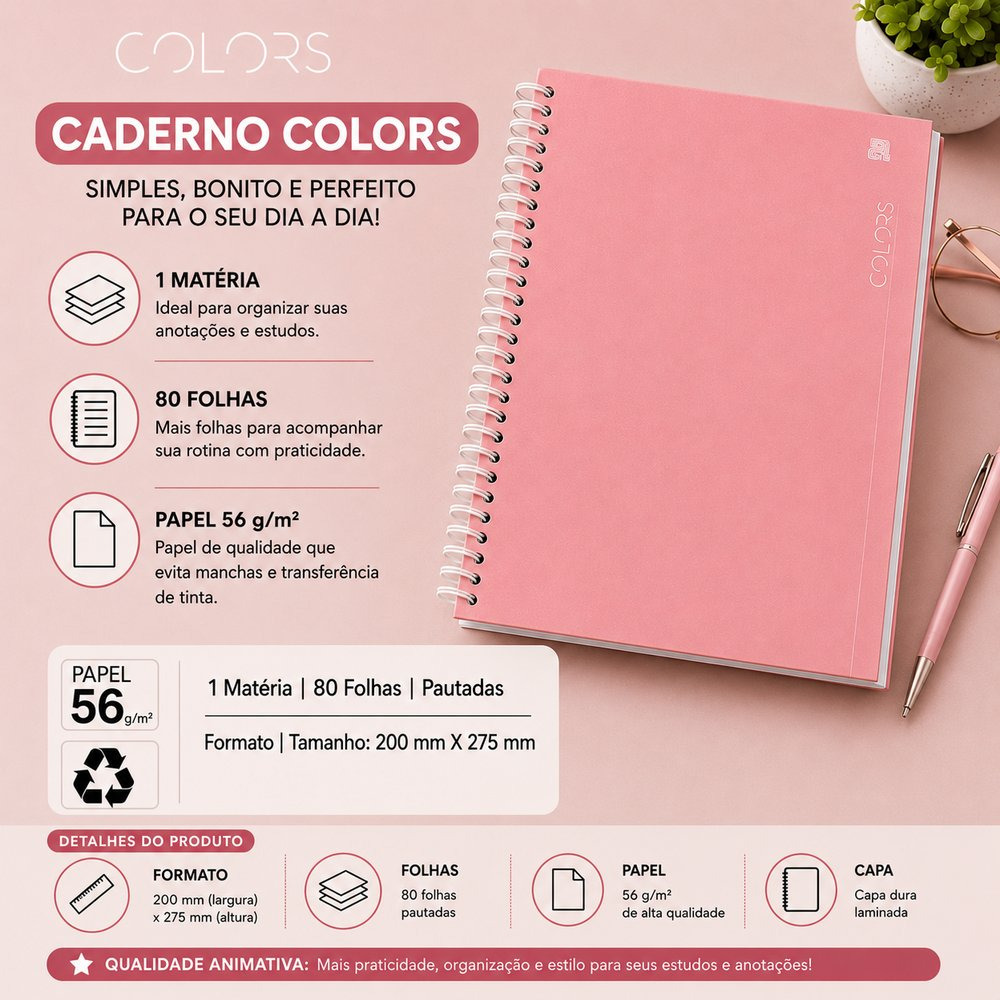 COLORS
CADERNO COLORS
SIMPLES, BONITO E PERFEITO
PARA O SEU DIA A DIA!
1 MATÉRIA
Ideal para organizar suas
anotações e estudos.
80 FOLHAS
Mais folhas para acompanhar
sua rotina com praticidade.
PAPEL 56 g/m²
Papel de qualidade que
evita manchas e transferência
de tinta.
COLORS
PAPEL
56 g/m²
1 Matéria | 80 Folhas | Pautadas
Formato | Tamanho: 200 mm X 275 mm
DETALHES DO PRODUTO
FORMATO
200 mm (largura)
x 275 mm (altura)
FOLHAS
80 folhas
pautadas
PAPEL
56 g/m²
de alta qualidade
CAPA
Capa dura
laminada
QUALIDADE ANIMATIVA: Mais praticidade, organização e estilo para seus estudos e anotações!